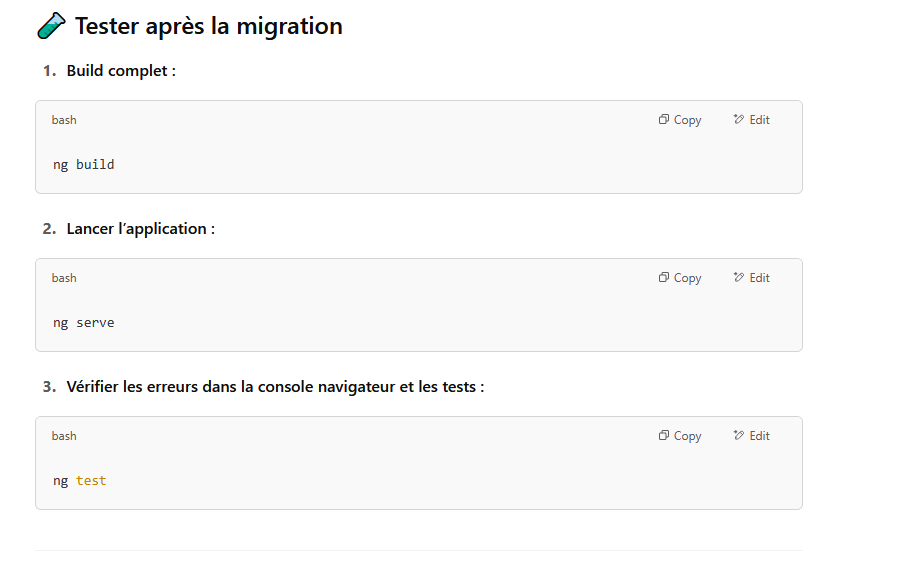 Tester après la migration
1. Build complet :
bash Copy Edit
ng build
2. Lancer l’application :
bash Copy Edit
ng serve
3. Vérifier les erreurs dans la console navigateur et les tests :
bash Copy Edit
ng test